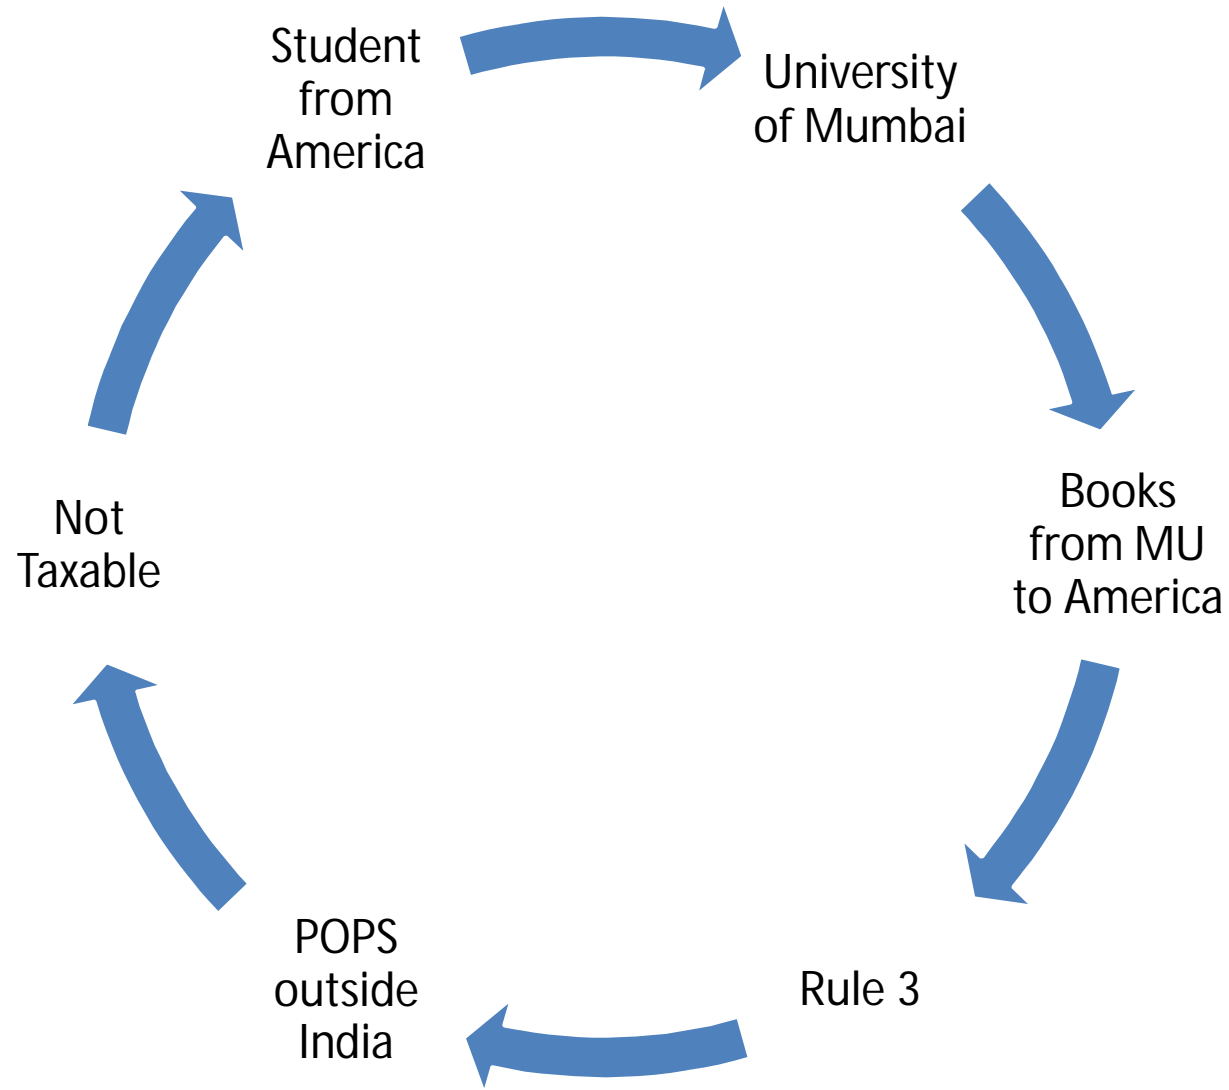 Student
from
America
University
of Mumbai
Books
from MU
to America
Rule 3
POPS
outside
India
Not
Taxable